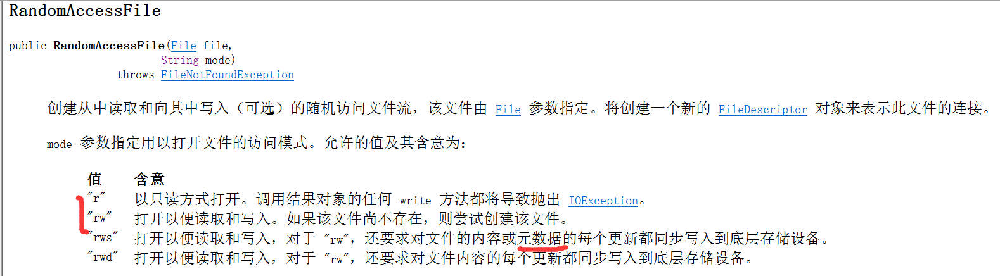 RandomAccessFile
public RandomAccessFile(File file,
String mode)
throws FileNotFoundException
创建从中读取和向其中写入（可选）的随机访问文件流，该文件由 File 参数指定。将创建一个新的 FileDescriptor 对象来表示此文件的连接。
mode 参数指定用以打开文件的访问模式。允许的值及其含意为：
值 含意
"r" 以只读方式打开。调用结果对象的任何 write 方法都将导致抛出 IOException。
"rw" 打开以便读取和写入。如果该文件尚不存在，则尝试创建该文件。
"rws" 打开以便读取和写入，对于 "rw"，还要求对文件的内容或元数据的每个更新都同步写入到底层存储设备。
"rwd" 打开以便读取和写入，对于 "rw"，还要求对文件内容的每个更新都同步写入到底层存储设备。